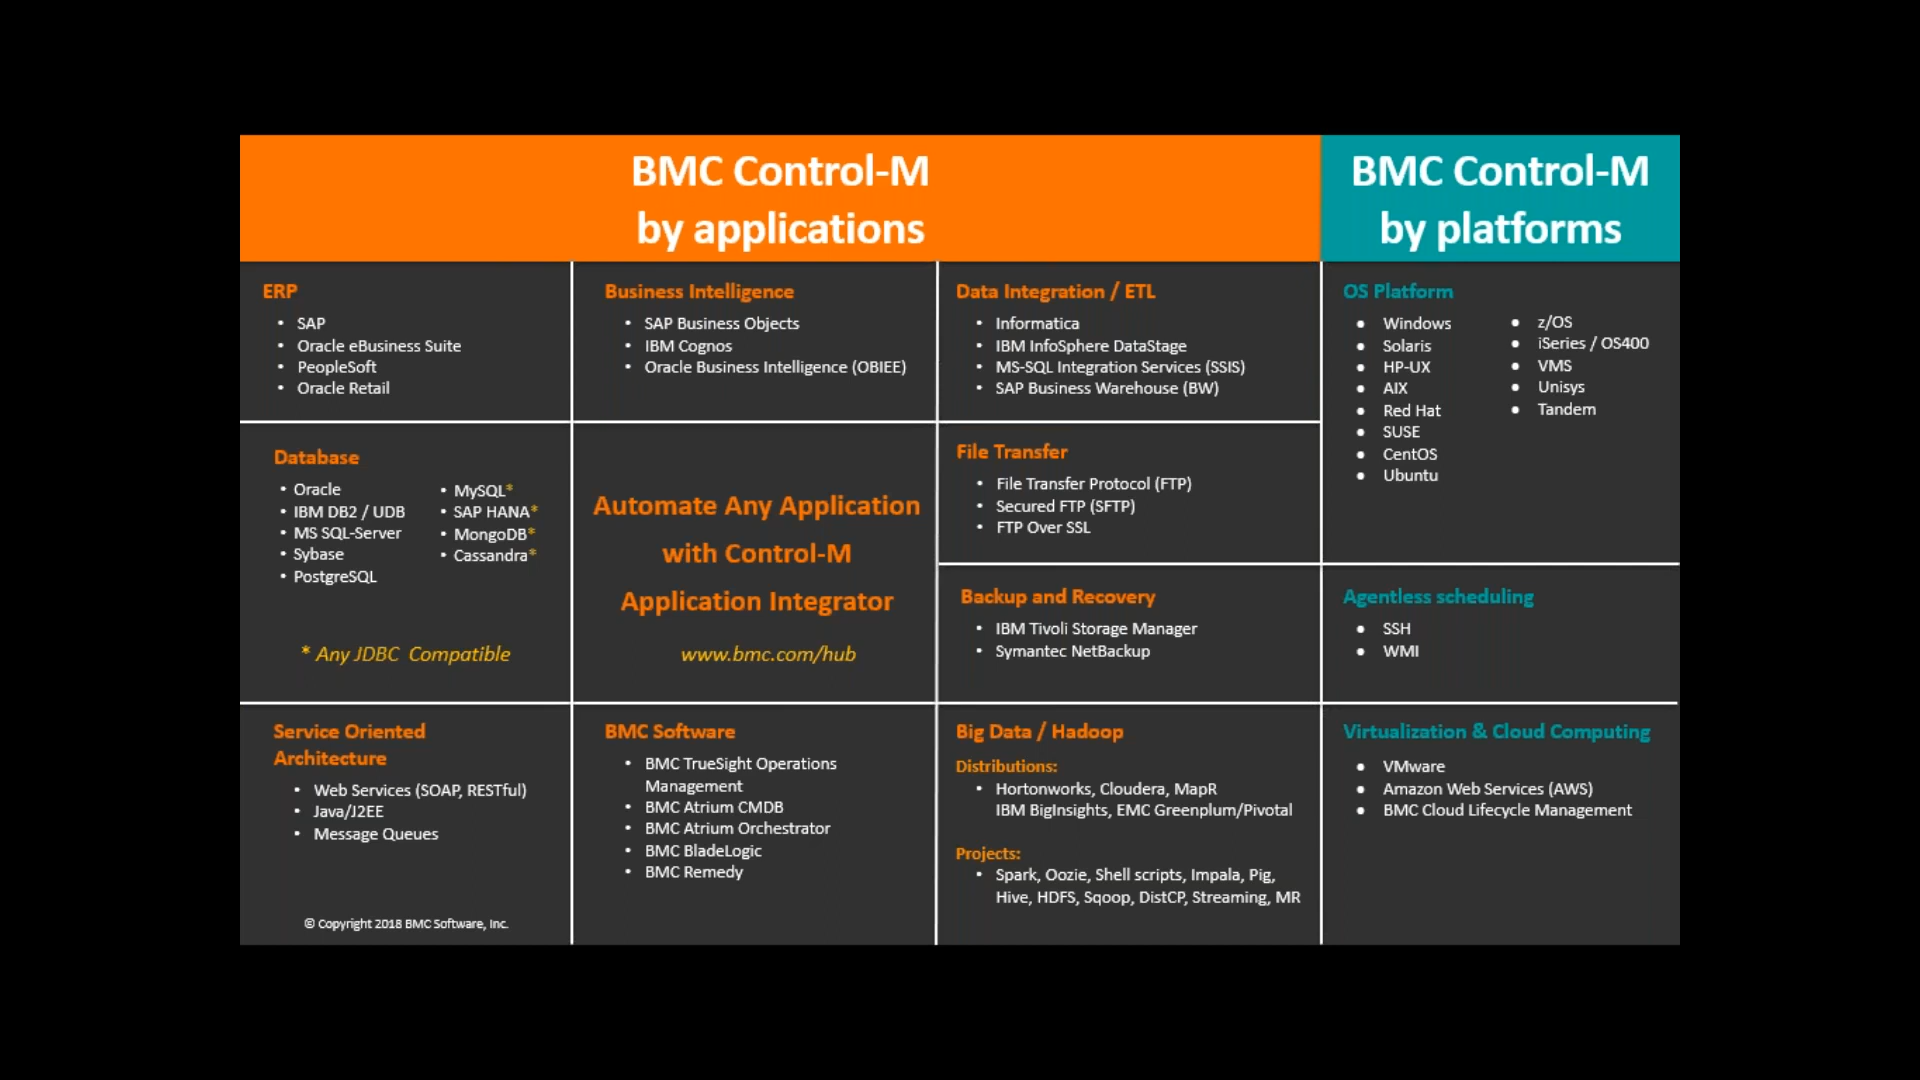 BMC Control-M
by applications
BMC Control-M
by platforms
ERP
• SAP
• Oracle eBusiness Suite
• PeopleSoft
• Oracle Retail
Business Intelligence
• SAP Business Objects
• IBM Cognos
• Oracle Business Intelligence (OBIEE)
Data Integration / ETL
• Informatica
• IBM InfoSphere DataStage
• MS-SQL Integration Services (SSIS)
• SAP Business Warehouse (BW)
OS Platform
• Windows
• Solaris
• HP-UX
• AIX
• Red Hat
• SUSE
• CentOS
• Ubuntu
• z/OS
• iSeries / OS400
• VMS
• Unisys
• Tandem
Database
• Oracle
• IBM DB2 / UDB
• MS SQL-Server
• Sybase
• PostgreSQL
• MySQL*
• SAP HANA*
• MongoDB*
• Cassandra*
* Any JDBC Compatible
Automate Any Application
with Control-M
Application Integrator
www.bmc.com/hub
File Transfer
• File Transfer Protocol (FTP)
• Secured FTP (SFTP)
• FTP Over SSL
Backup and Recovery
• IBM Tivoli Storage Manager
• Symantec NetBackup
Agentless scheduling
• SSH
• WMI
Service Oriented
Architecture
• Web Services (SOAP, RESTful)
• Java/J2EE
• Message Queues
© Copyright 2018 BMC Software, Inc.
BMC Software
• BMC TrueSight Operations
Management
• BMC Atrium CMDB
• BMC Atrium Orchestrator
• BMC BladeLogic
• BMC Remedy
Big Data / Hadoop
Distributions:
• Hortonworks, Cloudera, MapR
IBM BigInsights, EMC Greenplum/Pivotal
Projects:
• Spark, Oozie, Shell scripts, Impala, Pig,
Hive, HDFS, Sqoop, DistCP, Streaming, MR
Virtualization & Cloud Computing
• VMware
• Amazon Web Services (AWS)
• BMC Cloud Lifecycle Management